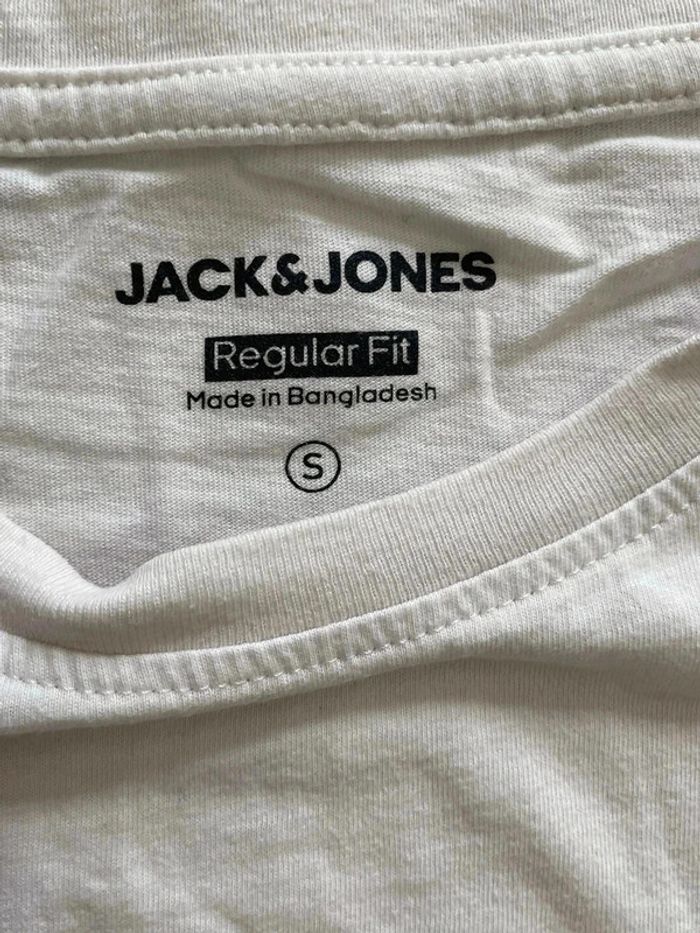 JACK&JONES
Regular Fit
Made in Bangladesh
S